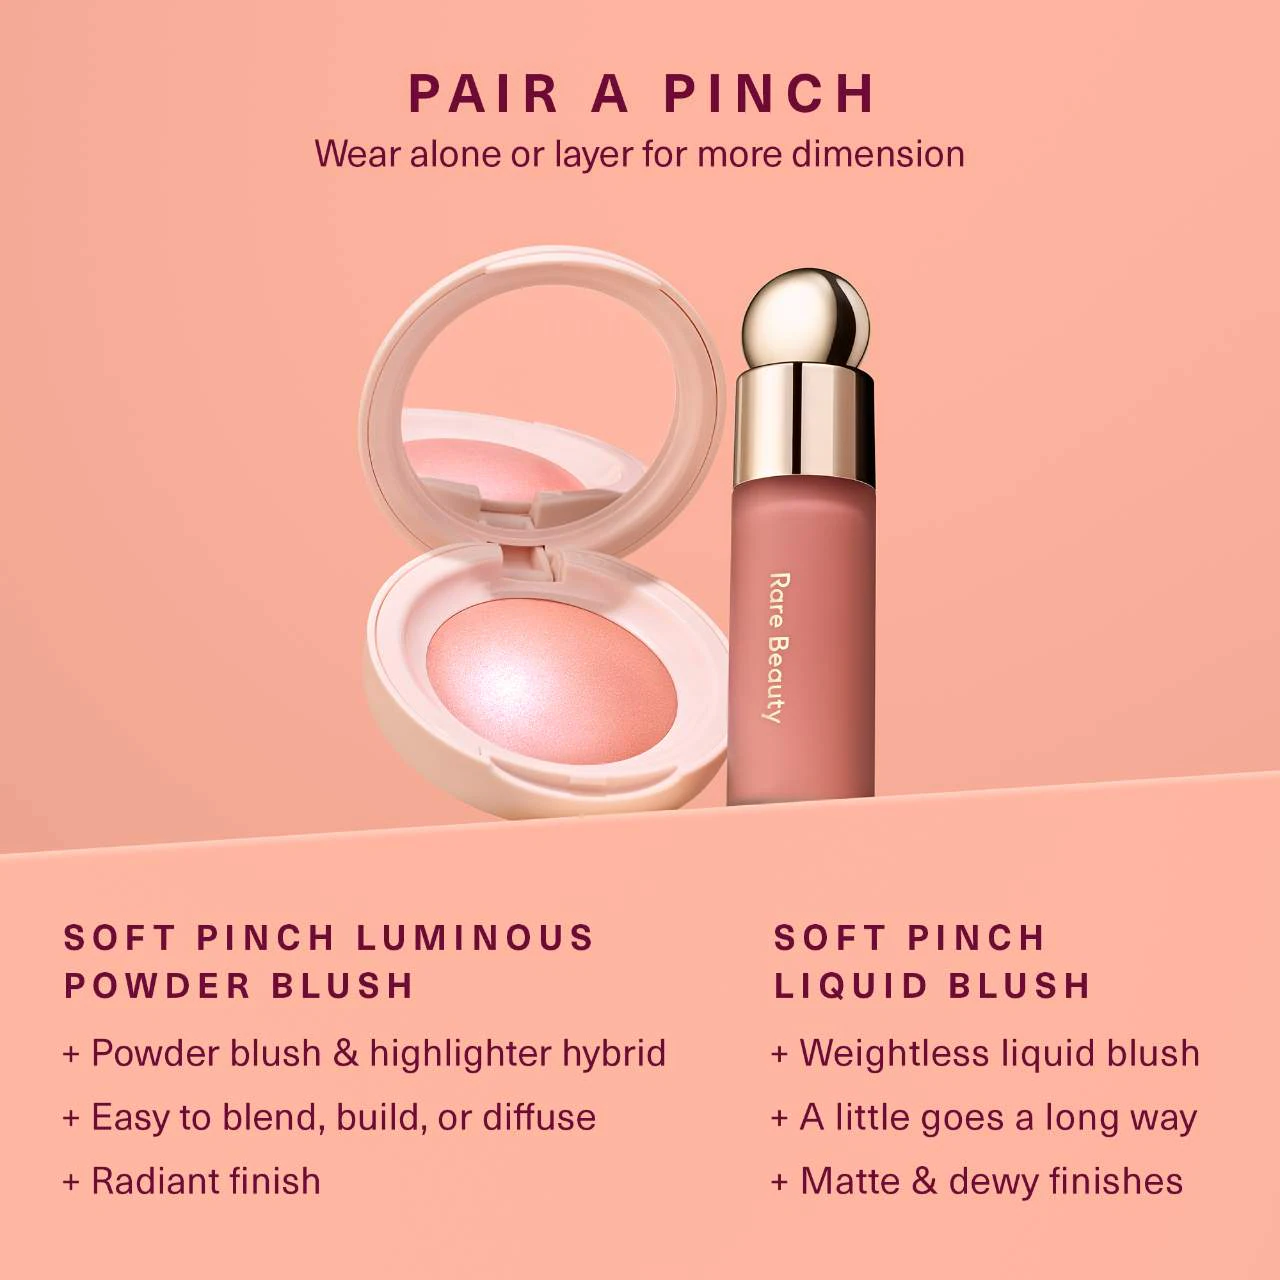 PAIR A PINCH
Wear alone or layer for more dimension
Rare Beauty
SOFT PINCH LUMINOUS
POWDER BLUSH
+ Powder blush & highlighter hybrid
+ Easy to blend, build, or diffuse
+ Radiant finish
SOFT PINCH
LIQUID BLUSH
+ Weightless liquid blush
+ A little goes a long way
+ Matte & dewy finishes